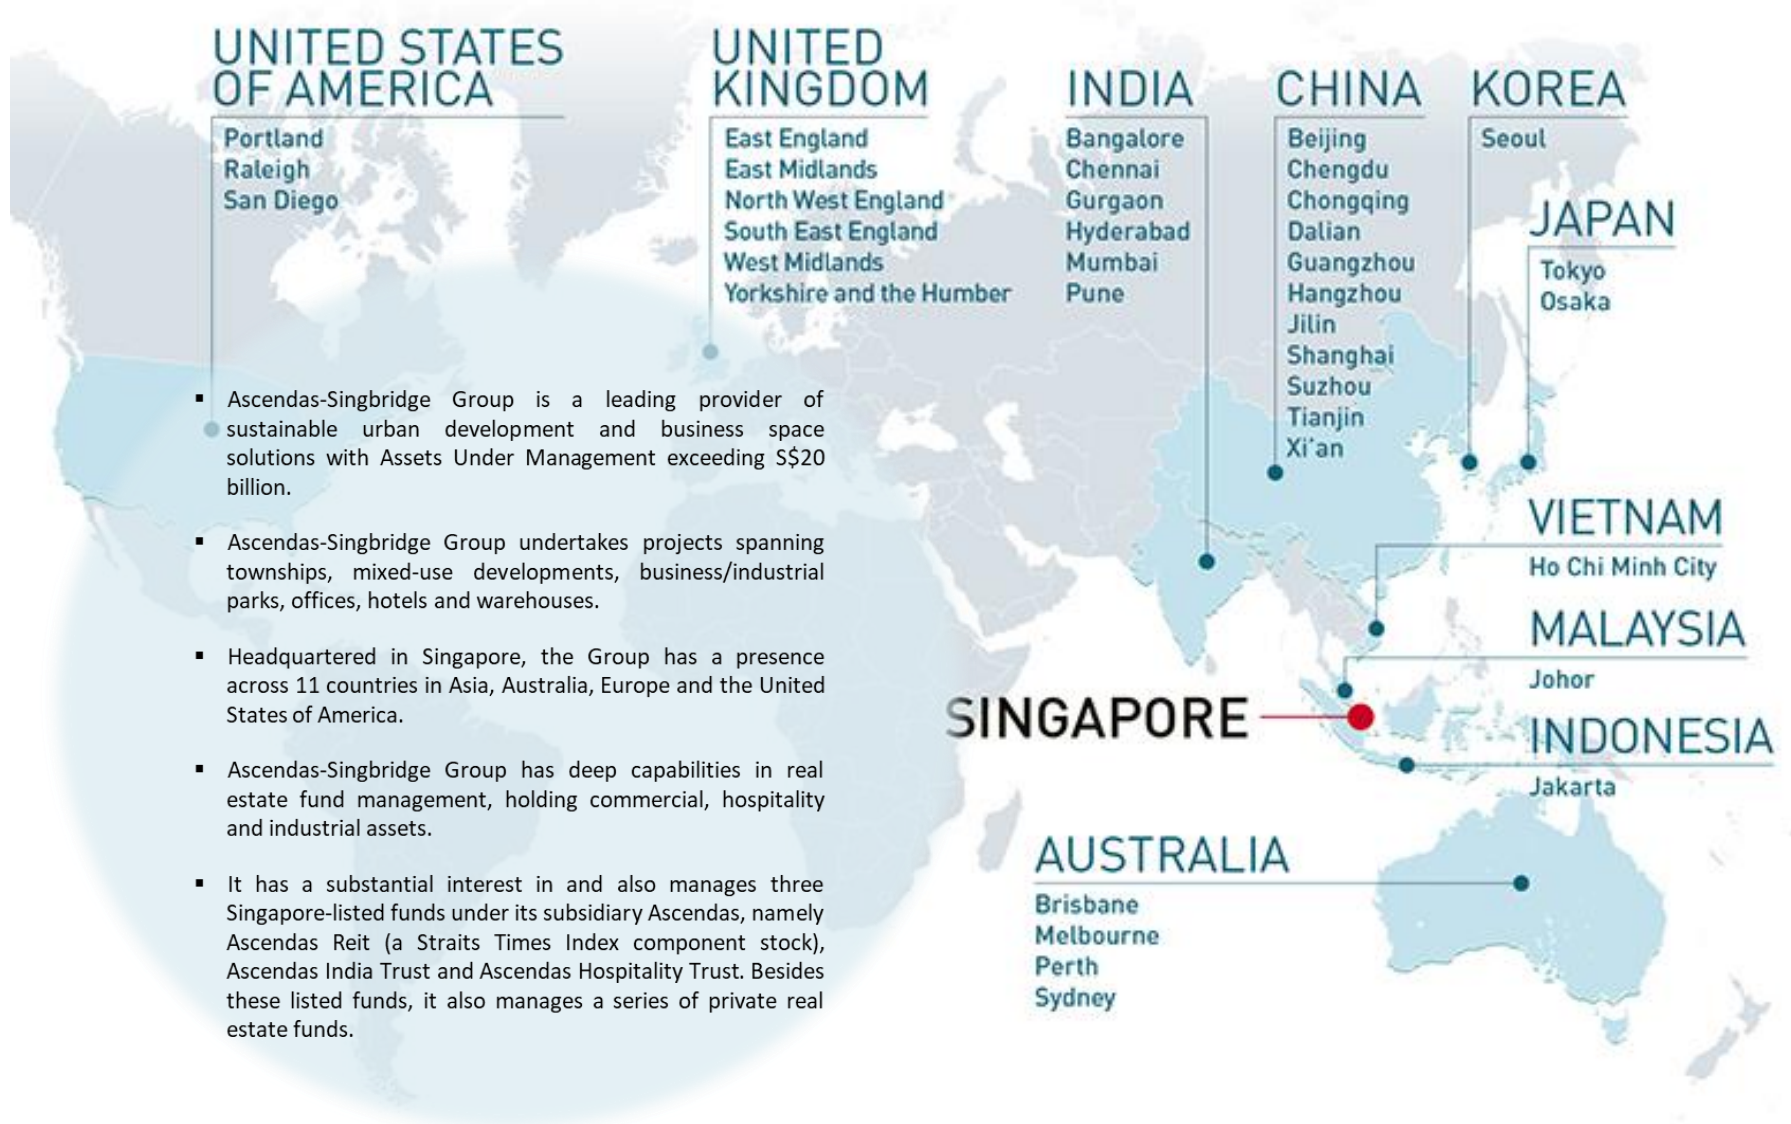 UNITED STATES
OF AMERICA
Portland
Raleigh
San Diego
UNITED
KINGDOM
East England
East Midlands
North West England
South East England
West Midlands
Yorkshire and the Humber
INDIA
Bangalore
Chennai
Gurgaon
Hyderabad
Mumbai
Pune
CHINA
Beijing
Chengdu
Chongqing
Dalian
Guangzhou
Hangzhou
Jilin
Shanghai
Suzhou
Tianjin
Xi'an
KOREA
Seoul
JAPAN
Tokyo
Osaka
▪ Ascendas-Singbridge Group is a leading provider of
sustainable urban development and business space
solutions with Assets Under Management exceeding S$20
billion.
▪ Ascendas-Singbridge Group undertakes projects spanning
townships, mixed-use developments, business/industrial
parks, offices, hotels and warehouses.
▪ Headquartered in Singapore, the Group has a presence
across 11 countries in Asia, Australia, Europe and the United
States of America.
▪ Ascendas-Singbridge Group has deep capabilities in real
estate fund management, holding commercial, hospitality
and industrial assets.
▪ It has a substantial interest in and also manages three
Singapore-listed funds under its subsidiary Ascendas, namely
Ascendas Reit (a Straits Times Index component stock),
Ascendas India Trust and Ascendas Hospitality Trust. Besides
these listed funds, it also manages a series of private real
estate funds.
VIETNAM
Ho Chi Minh City
MALAYSIA
Johor
SINGAPORE
INDONESIA
Jakarta
AUSTRALIA
Brisbane
Melbourne
Perth
Sydney